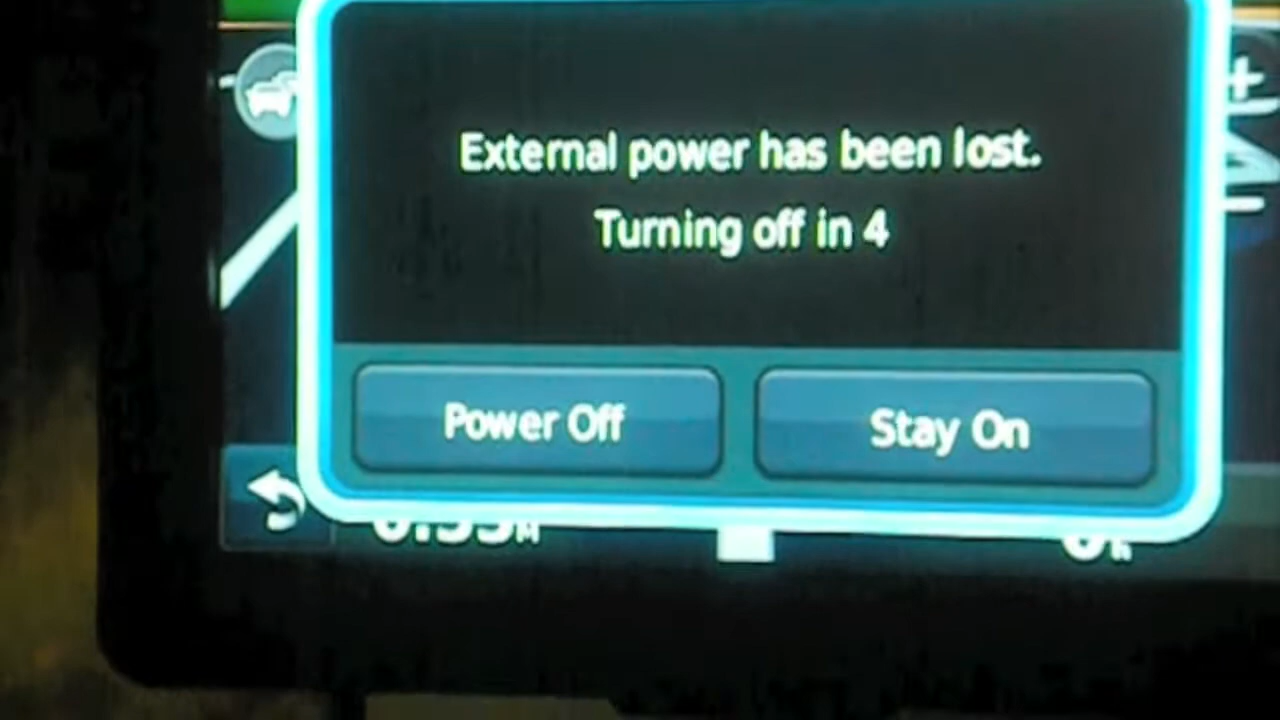 External power has been lost.
Turning off in 4
Power Off
Stay On